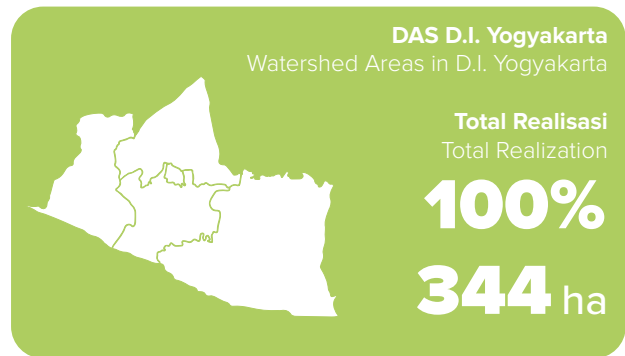 DAS D.I. Yogyakarta
Watershed Areas in D.I. Yogyakarta
Total Realisasi
Total Realization
100%
344 ha